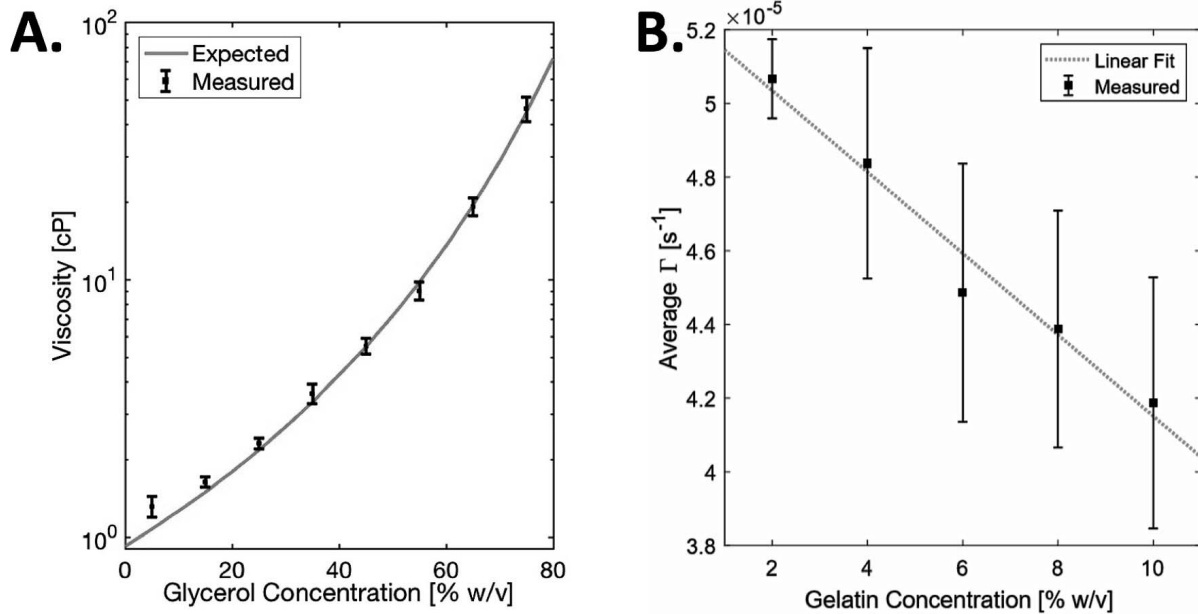 A.
10²
10¹
10⁰
Viscosity [cP]
Expected
Measured
0
20
40
60
80
Glycerol Concentration [% w/v]
B.
×10⁻⁵
5.2
5
4.8
4.6
4.4
4.2
4
3.8
Average Γ [s⁻¹]
Linear Fit
Measured
2
4
6
8
10
Gelatin Concentration [% w/v]